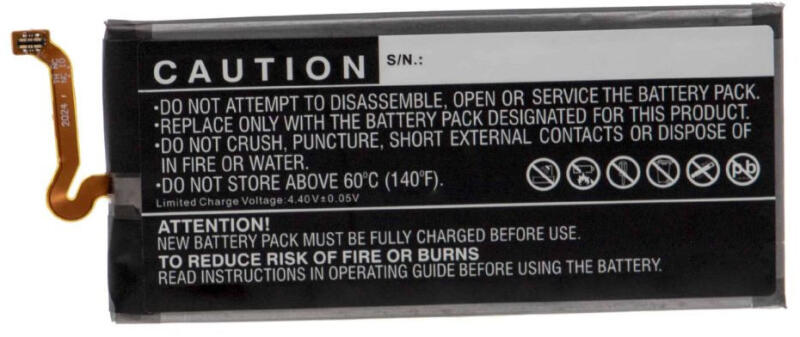 CAUTION
S/N.:
•DO NOT ATTEMPT TO DISASSEMBLE, OPEN OR SERVICE THE BATTERY PACK.
•REPLACE ONLY WITH THE BATTERY PACK DESIGNATED FOR THIS PRODUCT.
•DO NOT CRUSH, PUNCTURE, SHORT EXTERNAL CONTACTS OR DISPOSE OF
IN FIRE OR WATER.
•DO NOT STORE ABOVE 60°C (140°F).
Limited Charge Voltage:4.40V±0.05V
Pb
ATTENTION!
NEW BATTERY PACK MUST BE FULLY CHARGED BEFORE USE.
TO REDUCE RISK OF FIRE OR BURNS
READ INSTRUCTIONS IN OPERATING GUIDE BEFORE USING THE BATTERY.
2024